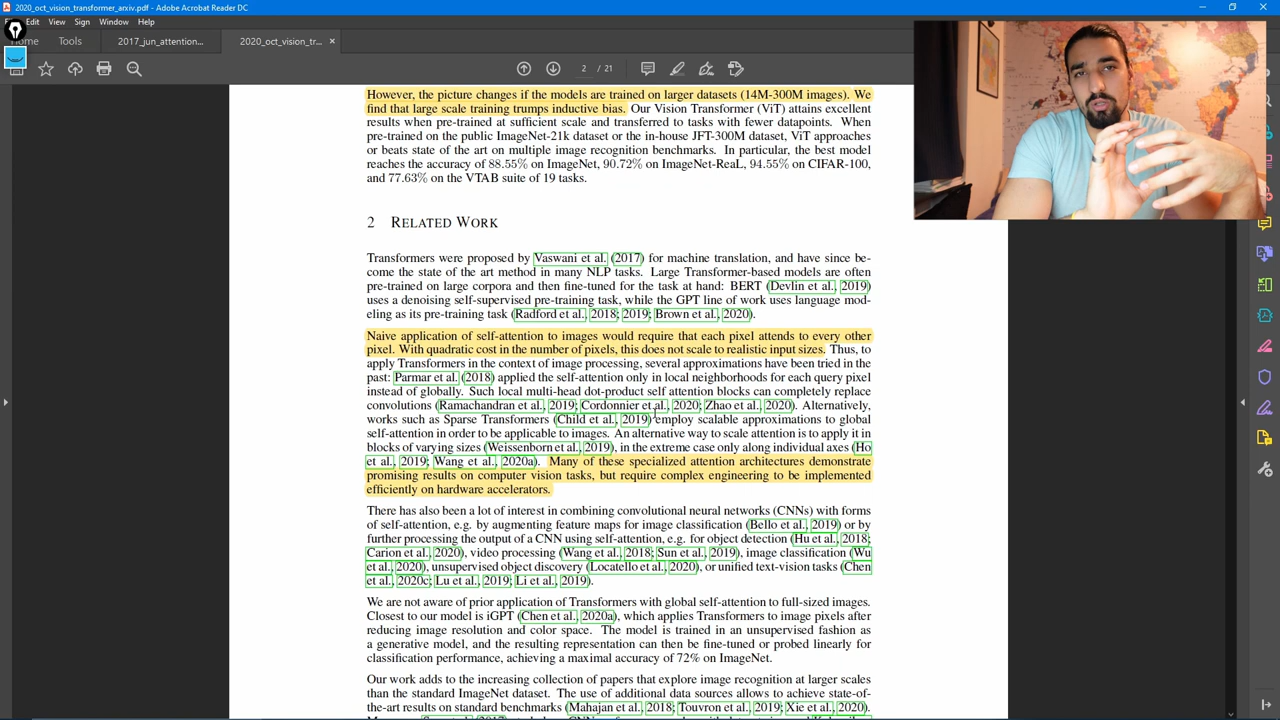 2020_oct_vision_transformer_arxiv.pdf - Adobe Acrobat Reader DC
Edit View Sign Window Help
Home Tools 2017_jun_attention... 2020_oct_vision_tr... ×
2 / 21
However, the picture changes if the models are trained on larger datasets (14M-300M images). We
find that large scale training trumps inductive bias. Our Vision Transformer (ViT) attains excellent
results when pre-trained at sufficient scale and transferred to tasks with fewer datapoints. When
pre-trained on the public ImageNet-21k dataset or the in-house JFT-300M dataset, ViT approaches
or beats state of the art on multiple image recognition benchmarks. In particular, the best model
reaches the accuracy of 88.55% on ImageNet, 90.72% on ImageNet-ReaL, 94.55% on CIFAR-100,
and 77.63% on the VTAB suite of 19 tasks.
2 RELATED WORK
Transformers were proposed by Vaswani et al. (2017) for machine translation, and have since be-
come the state of the art method in many NLP tasks. Large Transformer-based models are often
pre-trained on large corpora and then fine-tuned for the task at hand: BERT (Devlin et al., 2019)
uses a denoising self-supervised pre-training task, while the GPT line of work uses language mod-
eling as its pre-training task (Radford et al., 2018; 2019; Brown et al., 2020).
Naive application of self-attention to images would require that each pixel attends to every other
pixel. With quadratic cost in the number of pixels, this does not scale to realistic input sizes. Thus, to
apply Transformers in the context of image processing, several approximations have been tried in the
past: Parmar et al. (2018) applied the self-attention only in local neighborhoods for each query pixel
instead of globally. Such local multi-head dot-product self attention blocks can completely replace
convolutions (Ramachandran et al., 2019; Cordonnier et al., 2020; Zhao et al., 2020). Alternatively,
works such as Sparse Transformers (Child et al., 2019) employ scalable approximations to global
self-attention in order to be applicable to images. An alternative way to scale attention is to apply it in
blocks of varying sizes (Weissenborn et al., 2019), in the extreme case only along individual axes (Ho
et al., 2019; Wang et al., 2020a). Many of these specialized attention architectures demonstrate
promising results on computer vision tasks, but require complex engineering to be implemented
efficiently on hardware accelerators.
There has also been a lot of interest in combining convolutional neural networks (CNNs) with forms
of self-attention, e.g. by augmenting feature maps for image classification (Bello et al., 2019) or by
further processing the output of a CNN using self-attention, e.g. for object detection (Hu et al., 2018;
Carion et al., 2020), video processing (Wang et al., 2018; Sun et al., 2019), image classification (Wu
et al., 2020), unsupervised object discovery (Locatello et al., 2020), or unified text-vision tasks (Chen
et al., 2020c; Lu et al., 2019; Li et al., 2019).
We are not aware of prior application of Transformers with global self-attention to full-sized images.
Closest to our model is iGPT (Chen et al., 2020a), which applies Transformers to image pixels after
reducing image resolution and color space. The model is trained in an unsupervised fashion as
a generative model, and the resulting representation can then be fine-tuned or probed linearly for
classification performance, achieving a maximal accuracy of 72% on ImageNet.
Our work adds to the increasing collection of papers that explore image recognition at larger scales
than the standard ImageNet dataset. The use of additional data sources allows to achieve state-of-
the-art results on standard benchmarks (Mahajan et al., 2018; Touvron et al., 2019; Xie et al., 2020).